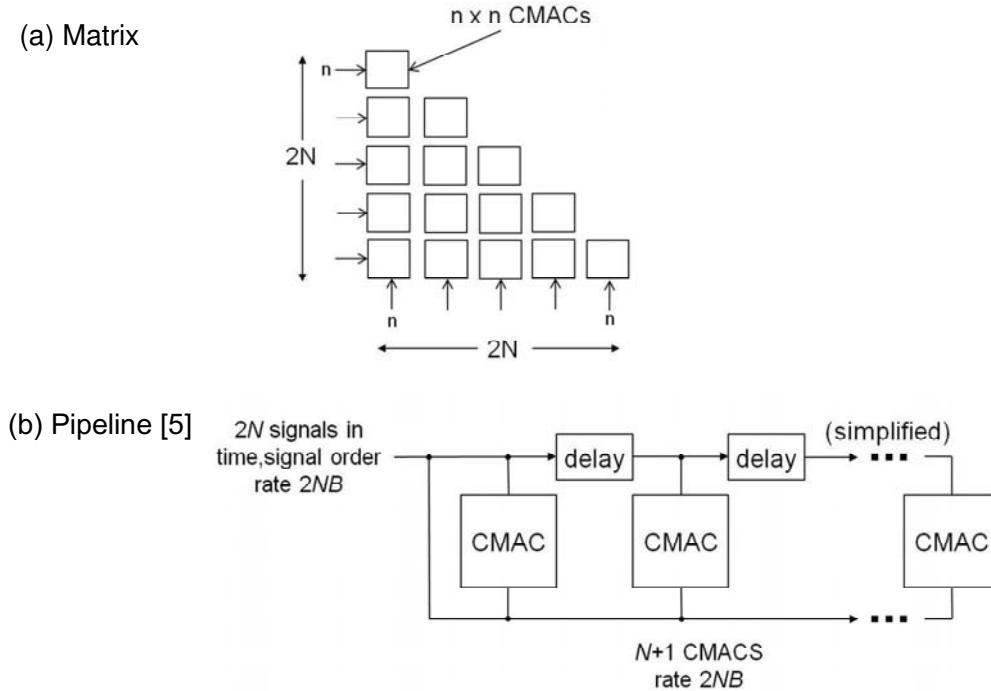 (a) Matrix
n x n CMACs
n
2N
n
n
2N
(b) Pipeline [5]
2N signals in
time,signal order
rate 2NB
delay
delay
(simplified)
CMAC
CMAC
CMAC
N+1 CMACS
rate 2NB